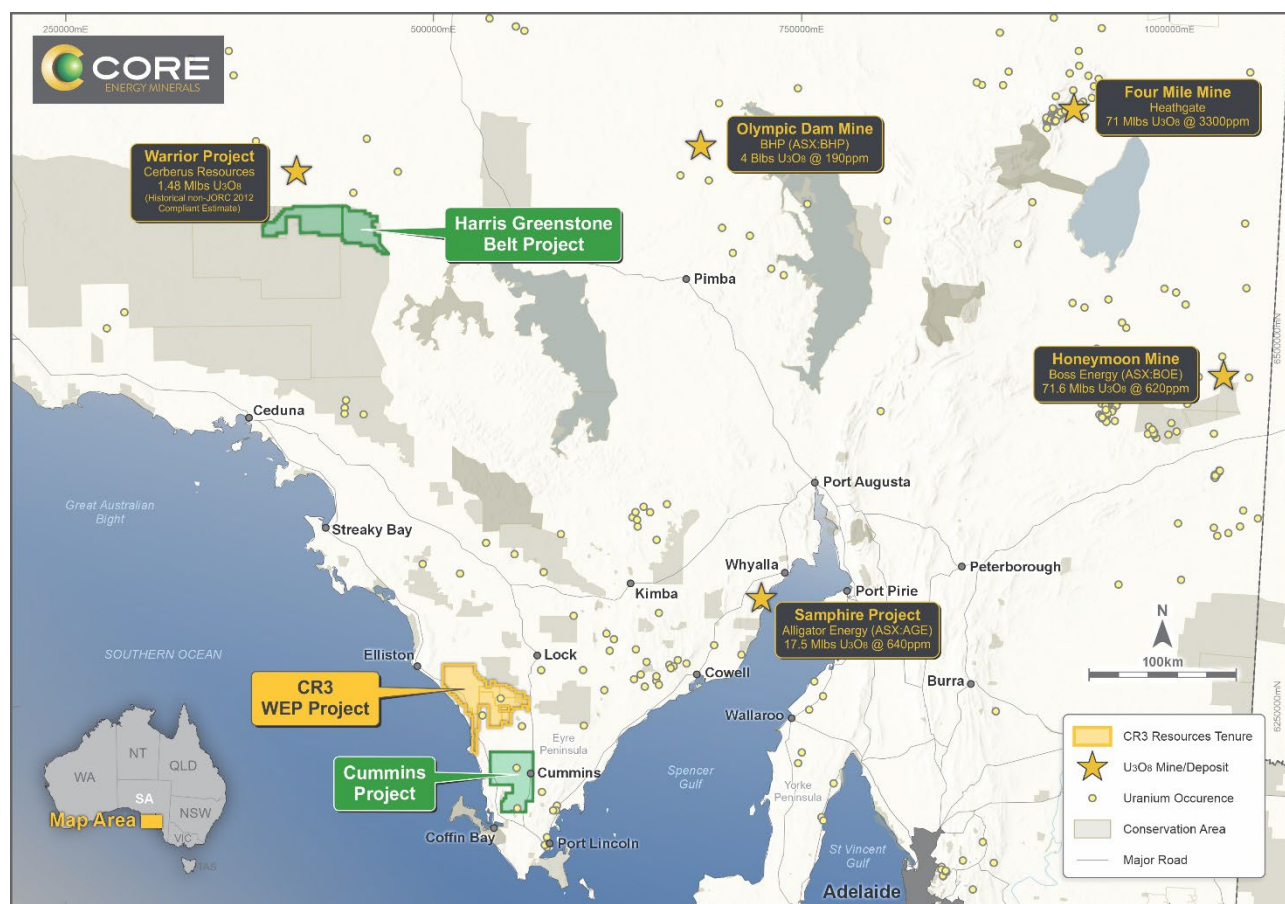 250000mE
500000mE
750000mE
1000000mE
CORE
ENERGY MINERALS
Warrior Project
Cerberus Resources
1.48 Mlbs U₃O₈
(Historical non-JORC 2012
Compliant Estimate)
Harris Greenstone
Belt Project
Olympic Dam Mine
BHP (ASX:BHP)
4 Blbs U₃O₈ @ 190ppm
Four Mile Mine
Heathgate
71 Mlbs U₃O₈ @ 3300ppm
Pimba
6500000mN
Honeymoon Mine
Boss Energy (ASX:BOE)
71.6 Mlbs U₃O₈ @ 620ppm
Ceduna
Great Australian
Bight
Streaky Bay
Port Augusta
Whyalla
Kimba
Port Pirie
Peterborough
Samphire Project
Alligator Energy (ASX:AGE)
17.5 Mlbs U₃O₈ @ 640ppm
SOUTHERN OCEAN
Elliston
Lock
Cowell
Burra
Wallaroo
N
100km
6250000mN
CR3
WEP Project
Eyre
Peninsula
Cummins
Project
Cummins
Spencer
Gulf
Yorke
Peninsula
Coffin Bay
Port Lincoln
St Vincent
Gulf
Adelaide
WA
NT
QLD
SA
NSW
VIC
TAS
Map Area
CR3 Resources Tenure
U₃O₈ Mine/Deposit
Uranium Occurence
Conservation Area
Major Road